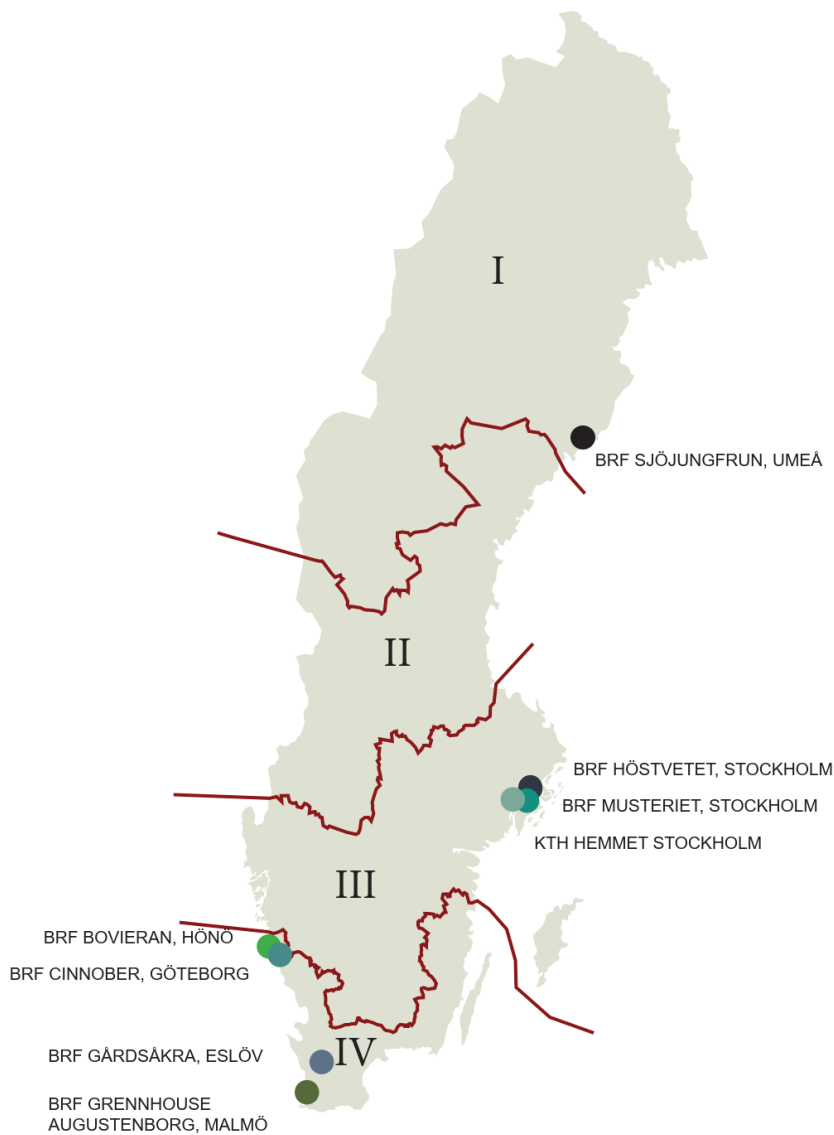 I
BRF SJÖJUNGFRUN, UMEÅ
II
BRF HÖSTVETET, STOCKHOLM
BRF MUSTERIET, STOCKHOLM
KTH HEMMET STOCKHOLM
III
BRF BOVIERAN, HÖNÖ
BRF CINNOBER, GÖTEBORG
IV
BRF GÅRDSÅKRA, ESLÖV
BRF GRENNHOUSE
AUGUSTENBORG, MALMÖ